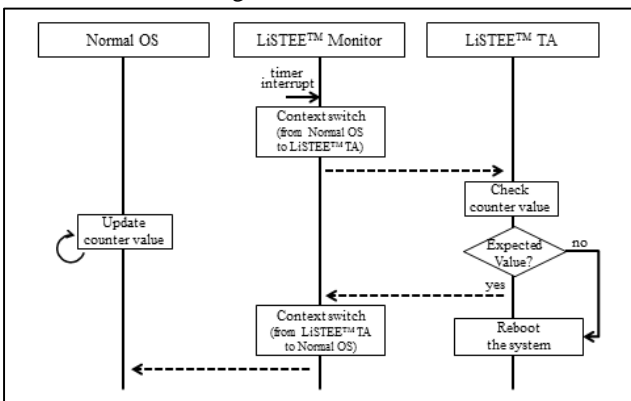 Normal OS
LiSTEE™ Monitor
LiSTEE™ TA
timer
interrupt
Context switch
(from Normal OS
to LiSTEE™ TA)
Check
counter value
Update
counter value
Expected
Value?
no
yes
Context switch
(from LiSTEE™ TA
to Normal OS)
Reboot
the system